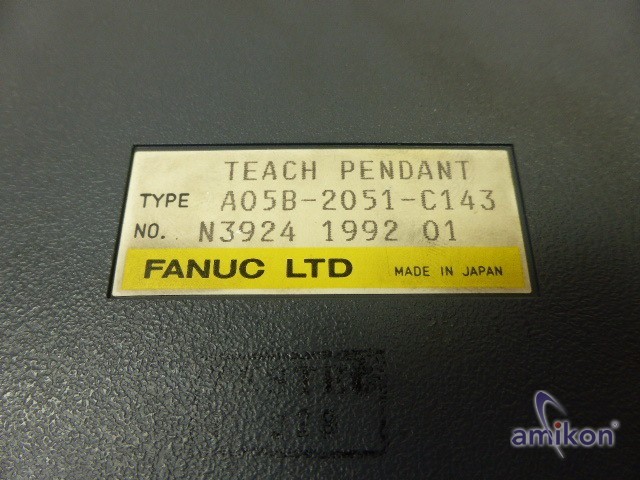 TEACH PENDANT
TYPE A05B-2051-C143
NO. N3924 1992 01
FANUC LTD MADE IN JAPAN
amikon